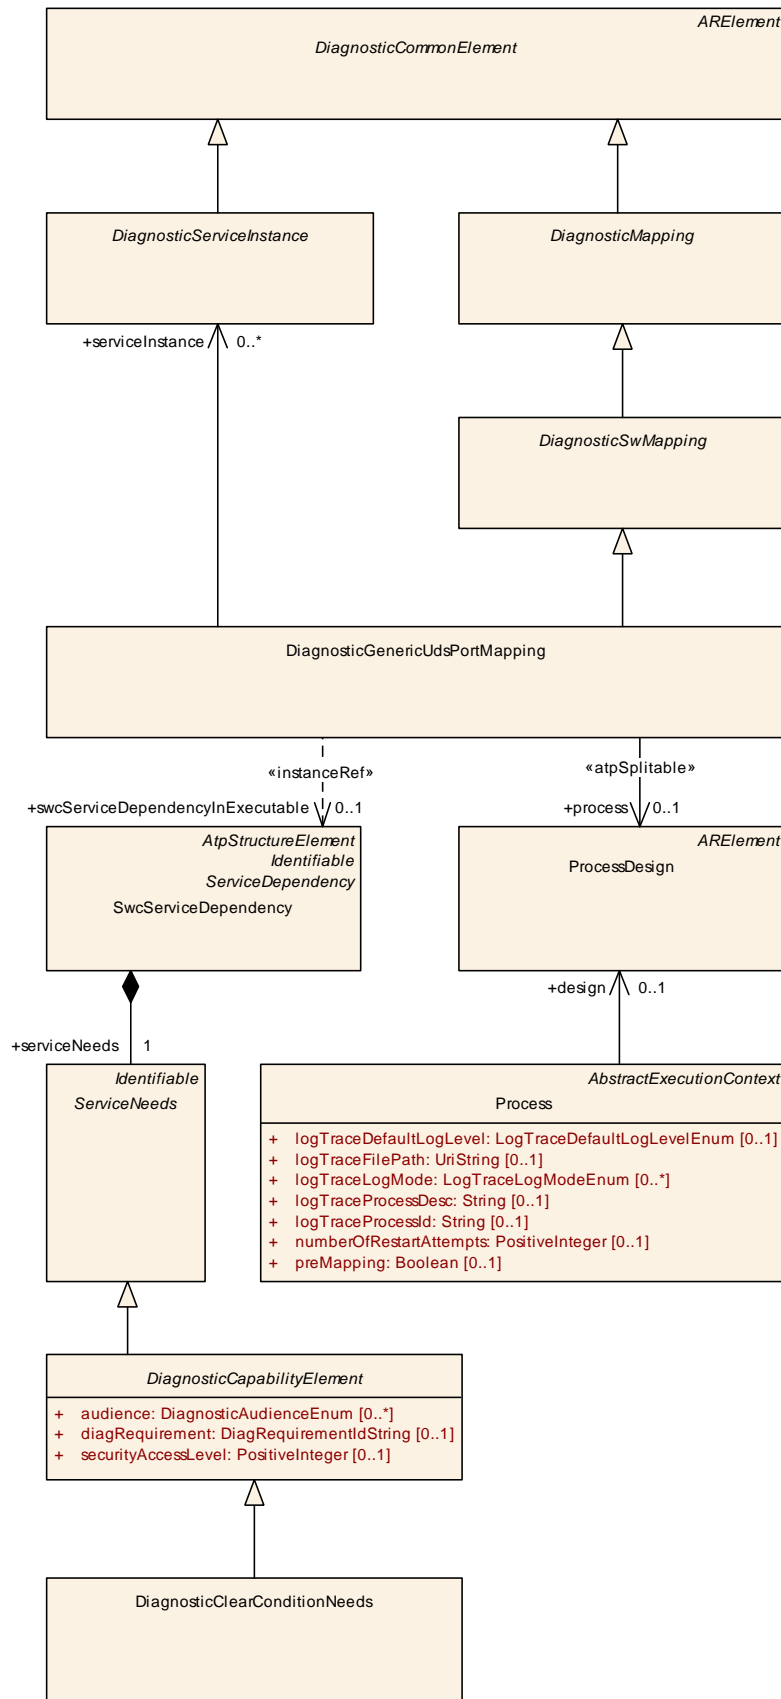 ARElement
DiagnosticCommonElement
DiagnosticServiceInstance
DiagnosticMapping
+serviceInstance 0..*
DiagnosticSwMapping
DiagnosticGenericUdsPortMapping
«instanceRef»
«atpSplitable»
+swcServiceDependencyInExecutable 0..1
+process 0..1
AtpStructureElement
Identifiable
ServiceDependency
SwcServiceDependency
ARElement
ProcessDesign
+design 0..1
+serviceNeeds 1
Identifiable
ServiceNeeds
AbstractExecutionContext
Process
+ logTraceDefaultLogLevel: LogTraceDefaultLogLevelEnum [0..1]
+ logTraceFilePath: UriString [0..1]
+ logTraceLogMode: LogTraceLogModeEnum [0..*]
+ logTraceProcessDesc: String [0..1]
+ logTraceProcessId: String [0..1]
+ numberOfRestartAttempts: PositiveInteger [0..1]
+ preMapping: Boolean [0..1]
DiagnosticCapabilityElement
+ audience: DiagnosticAudienceEnum [0..*]
+ diagRequirement: DiagRequirementIdString [0..1]
+ securityAccessLevel: PositiveInteger [0..1]
DiagnosticClearConditionNeeds